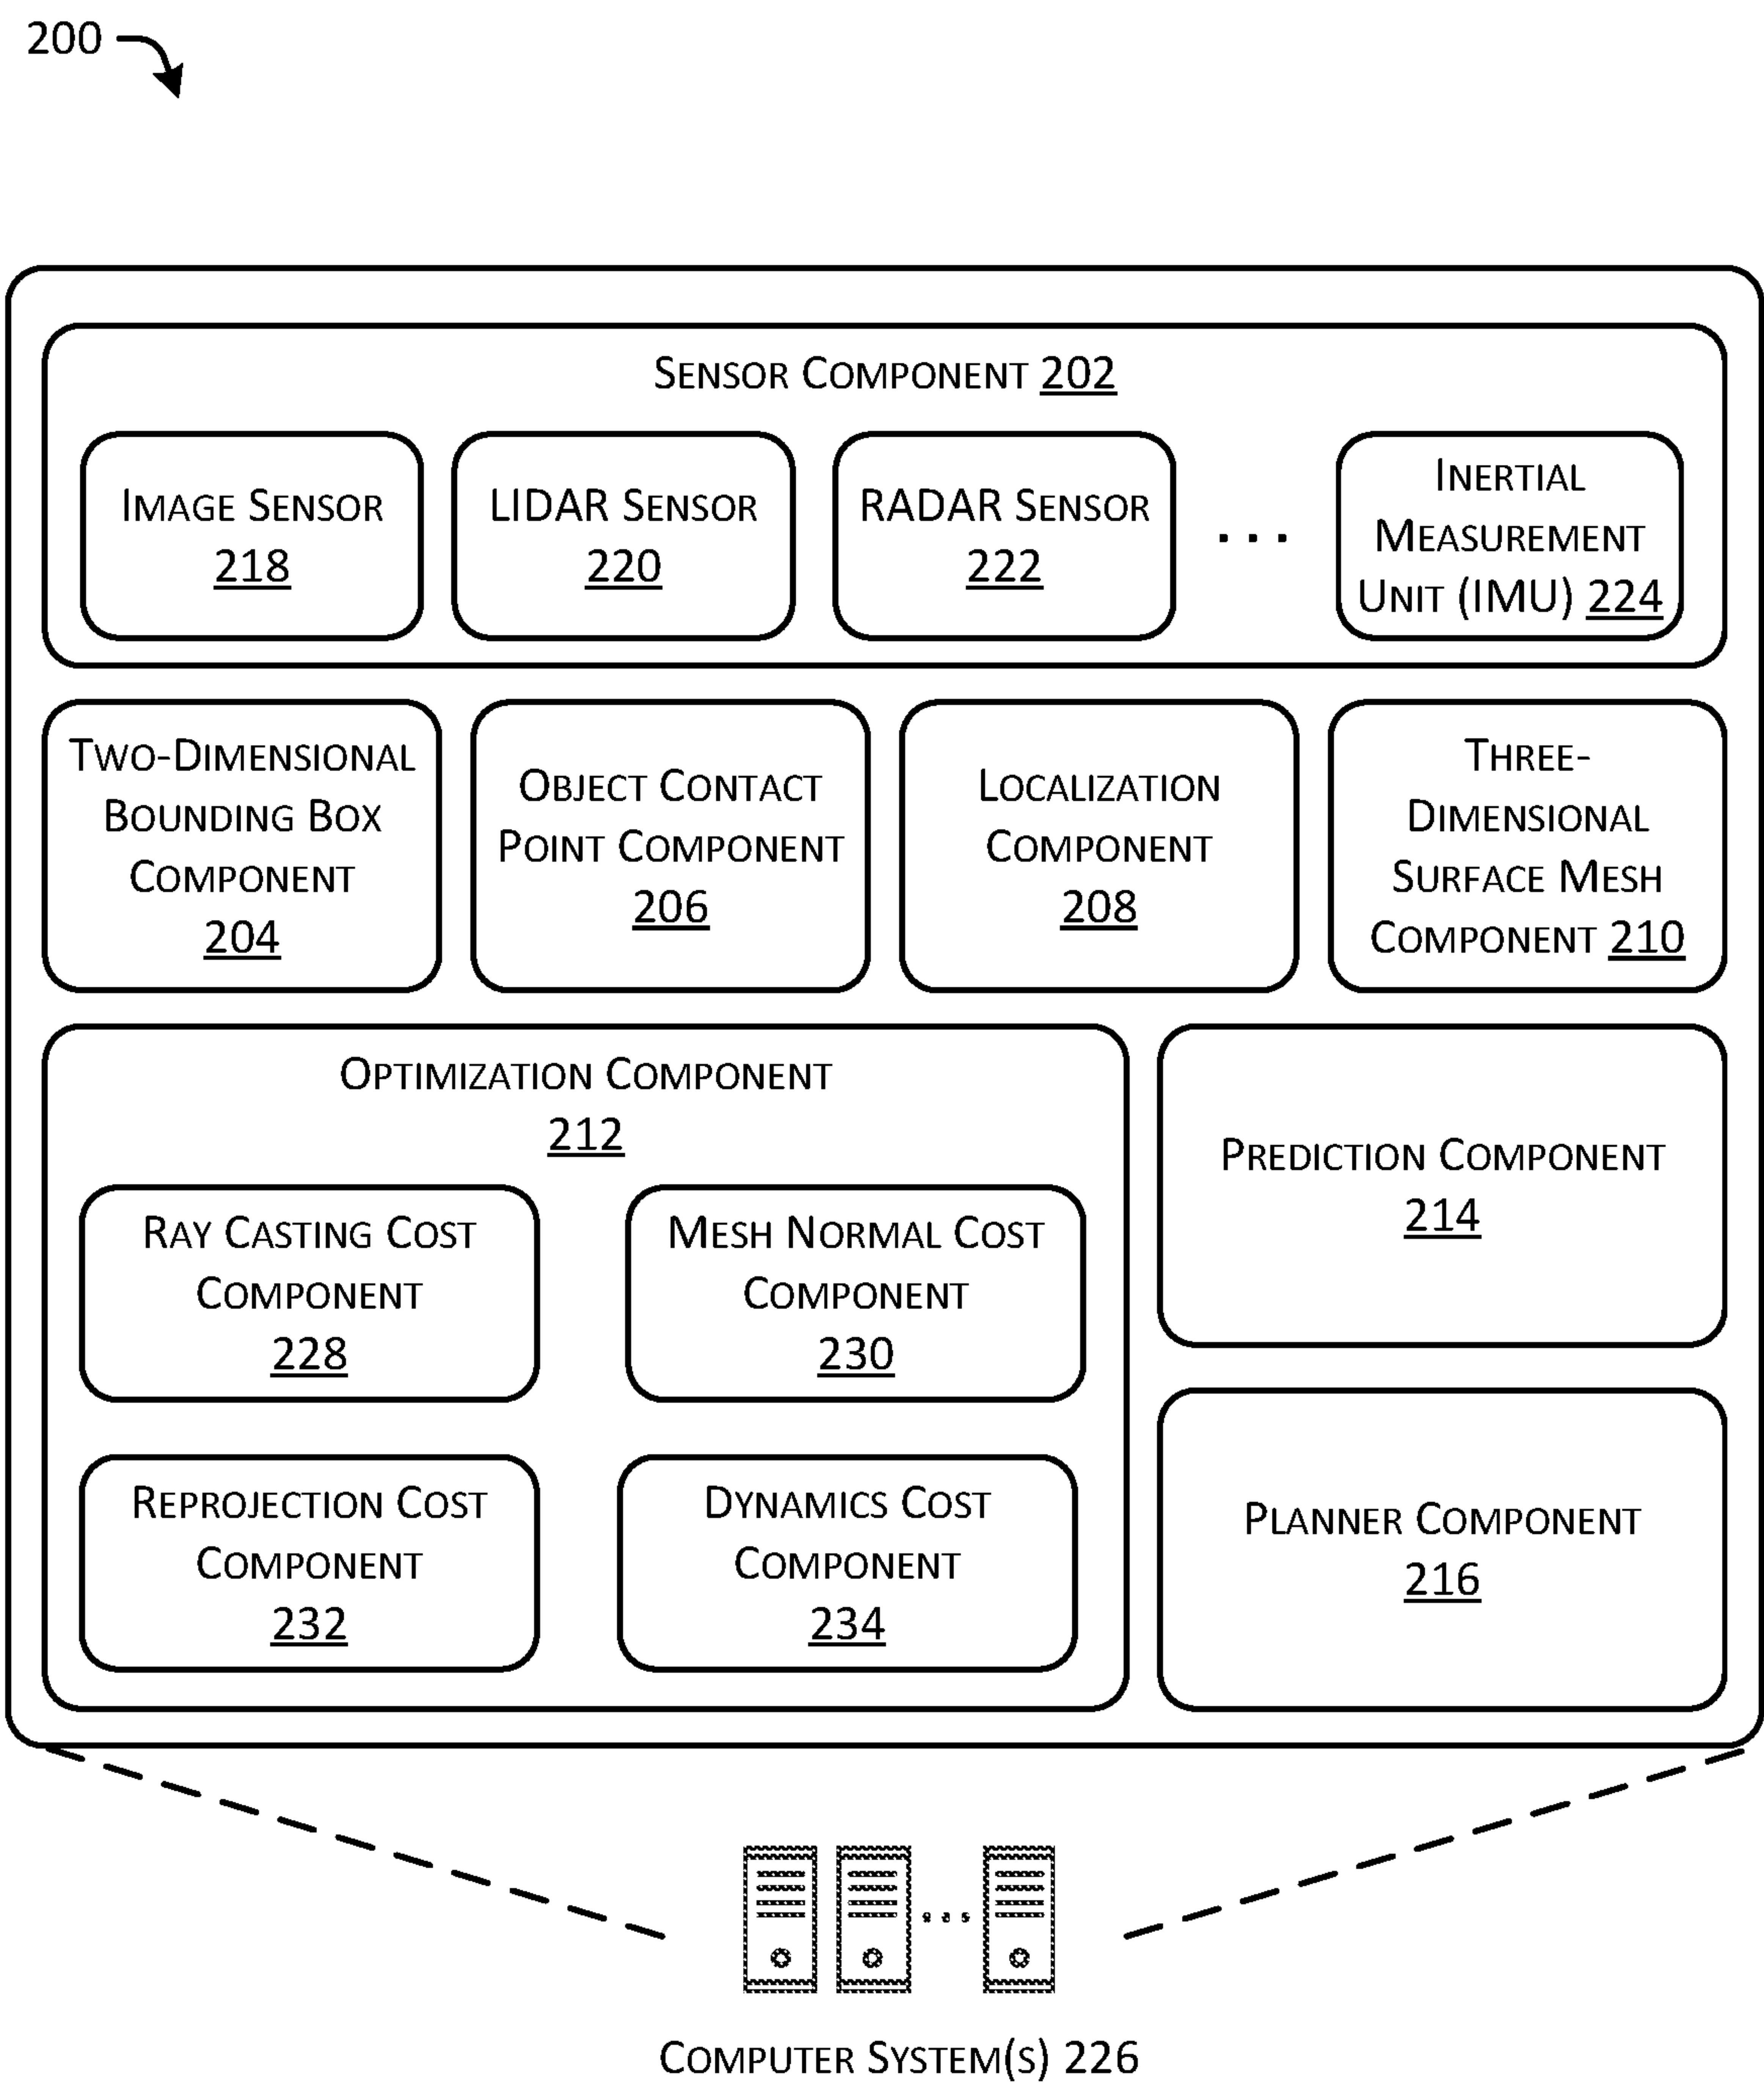 200
SENSOR COMPONENT 202
IMAGE SENSOR
218
LIDAR SENSOR
220
RADAR SENSOR
222
...
INERTIAL
MEASUREMENT
UNIT (IMU) 224
TWO-DIMENSIONAL
BOUNDING BOX
COMPONENT
204
OBJECT CONTACT
POINT COMPONENT
206
LOCALIZATION
COMPONENT
208
THREE-
DIMENSIONAL
SURFACE MESH
COMPONENT 210
OPTIMIZATION COMPONENT
212
RAY CASTING COST
COMPONENT
228
MESH NORMAL COST
COMPONENT
230
REPROJECTION COST
COMPONENT
232
DYNAMICS COST
COMPONENT
234
PREDICTION COMPONENT
214
PLANNER COMPONENT
216
...
COMPUTER SYSTEM(S) 226